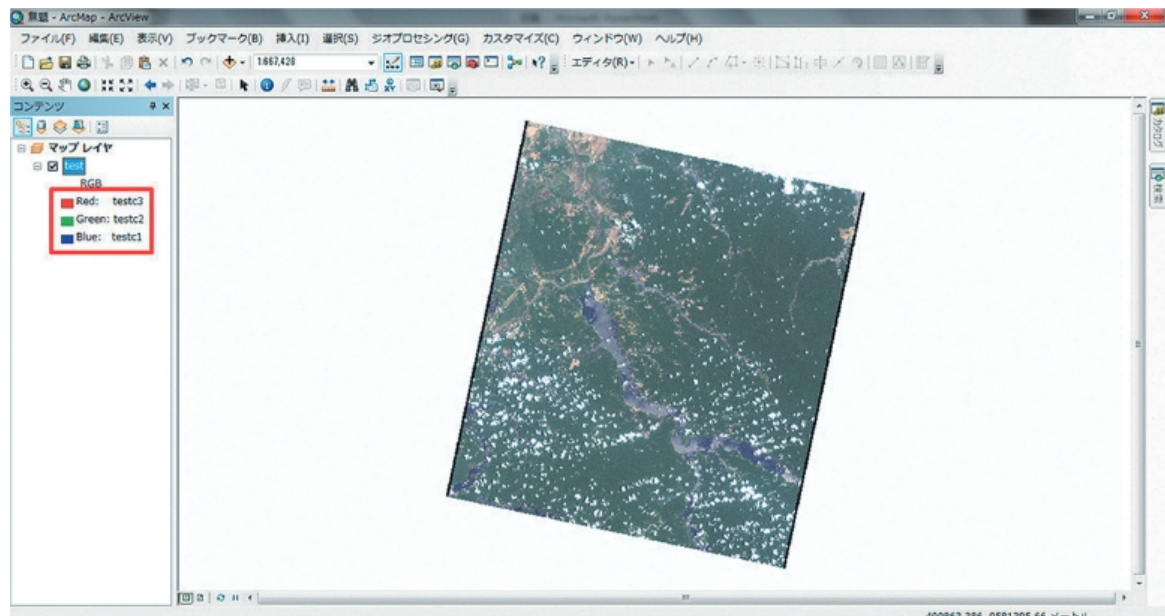 無題 - ArcMap - ArcView
ファイル(F) 編集(E) 表示(V) ブックマーク(B) 挿入(I) 選択(S) ジオプロセシング(G) カスタマイズ(C) ウィンドウ(W) ヘルプ(H)
1:667,428
エディタ(R)
コンテンツ
マップ レイヤ
test
RGB
Red: testc3
Green: testc2
Blue: testc1
カタログ
検索